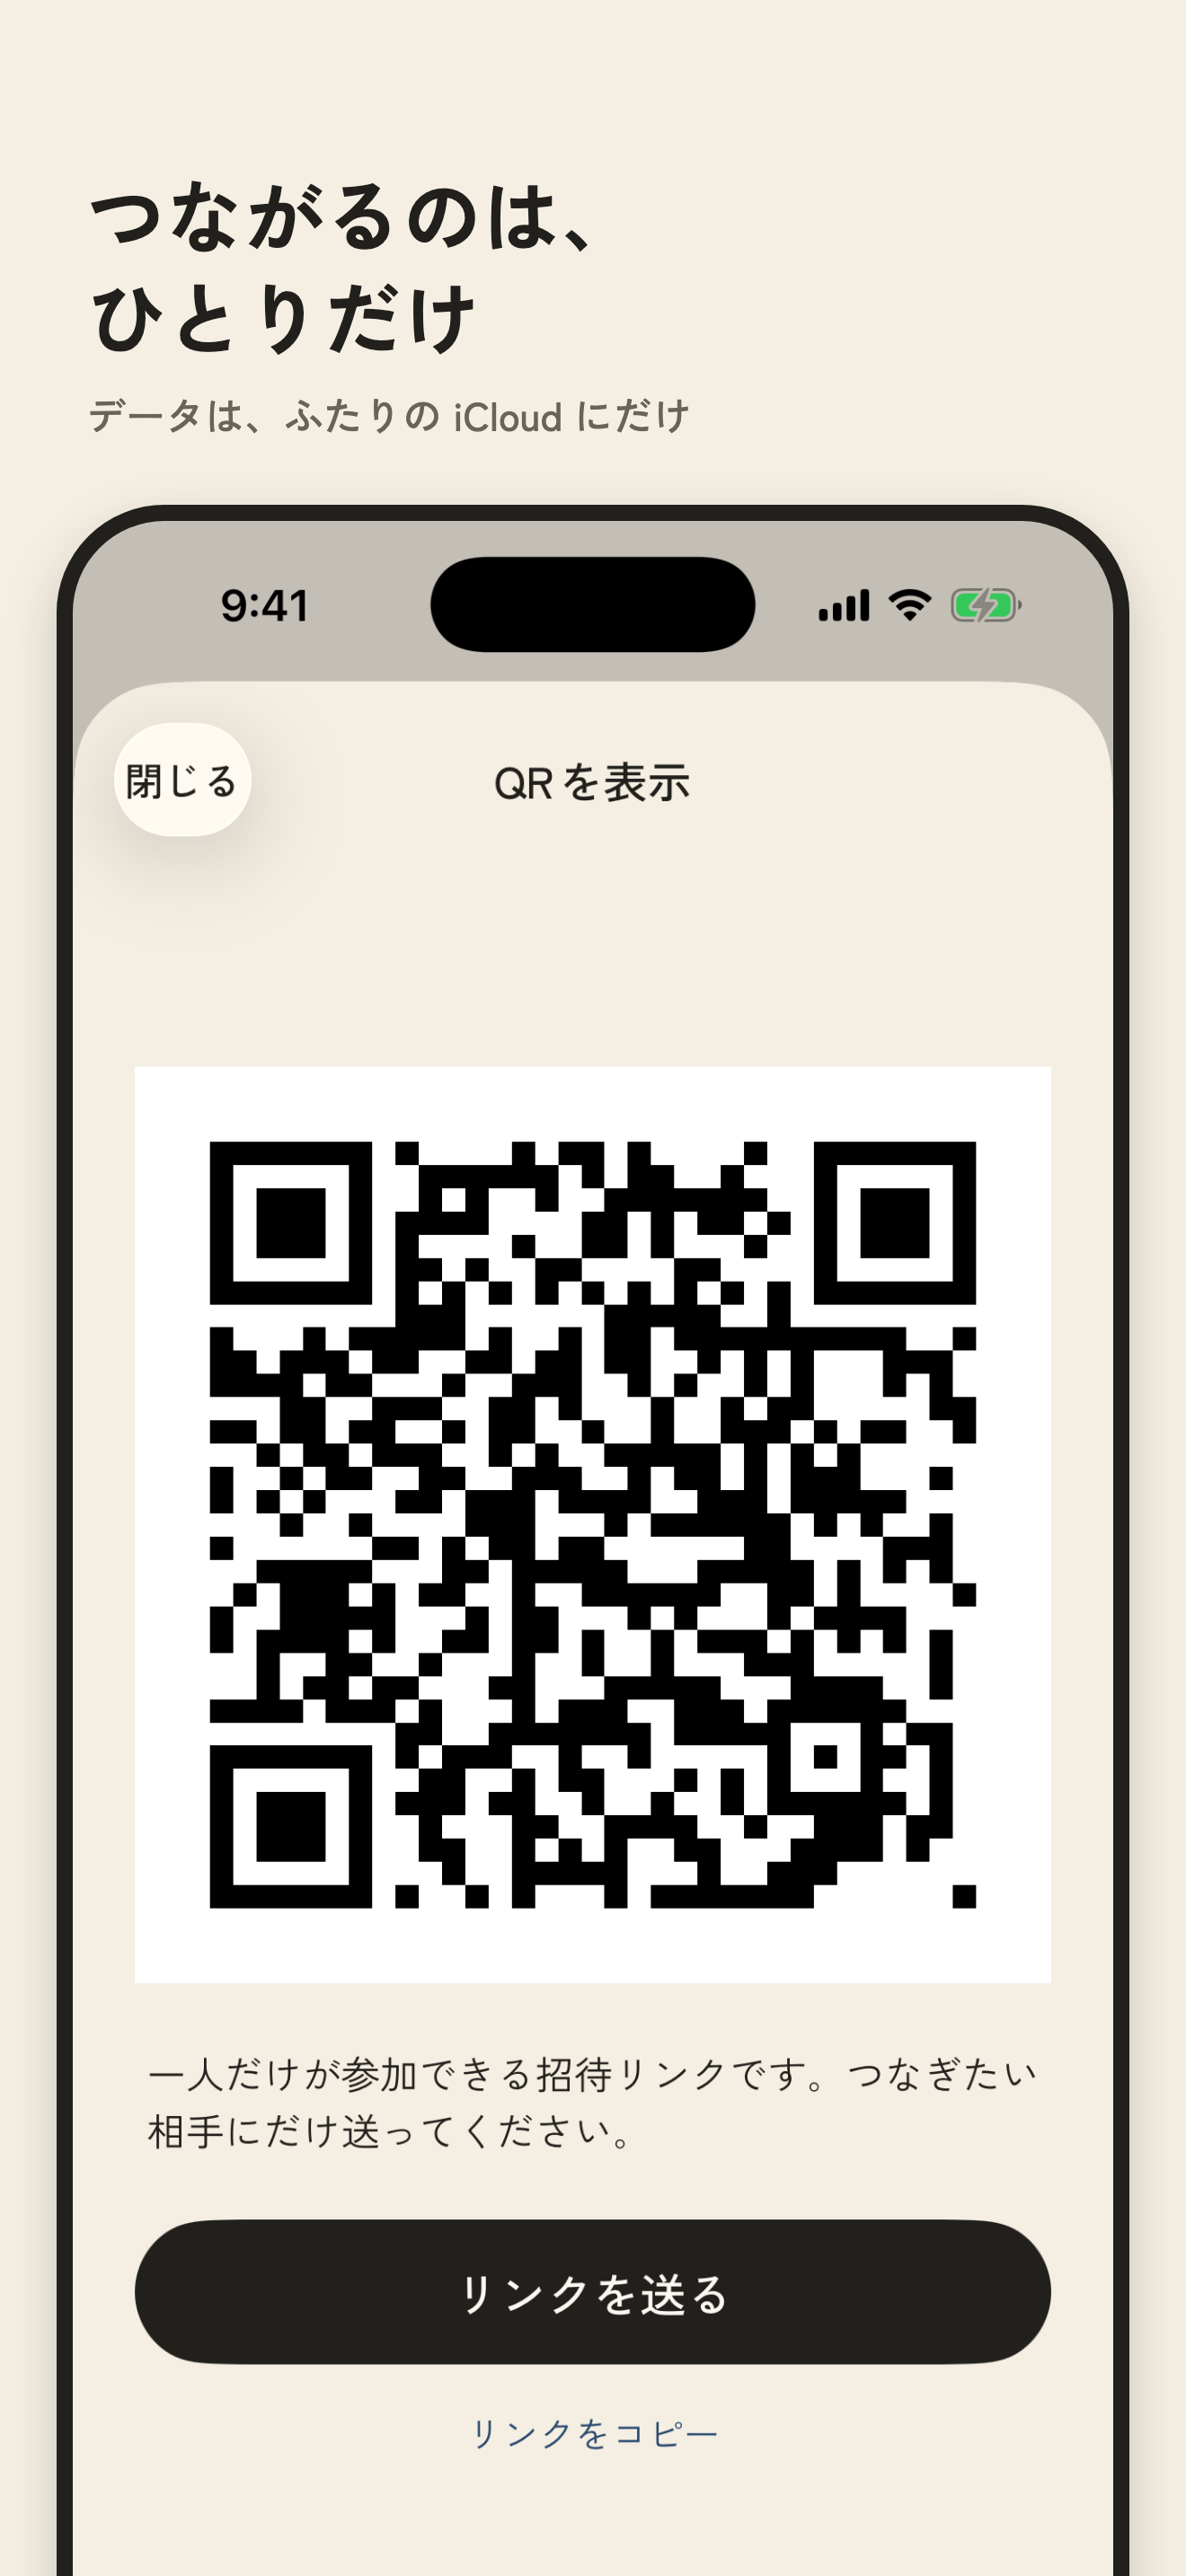 つながるのは、
ひとりだけ
データは、ふたりの iCloud にだけ
9:41
閉じる
QRを表示
一人だけが参加できる招待リンクです。つなぎたい
相手にだけ送ってください。
リンクを送る
リンクをコピー